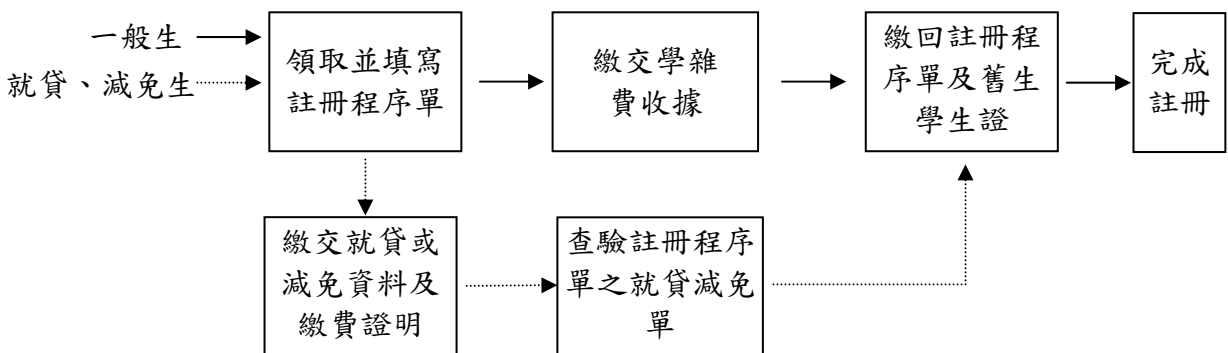 一般生
就貸、減免生
領取並填寫
註冊程序單
繳交學雜
費收據
繳回註冊程
序單及舊生
學生證
完成
註冊
繳交就貸或
減免資料及
繳費證明
查驗註冊程序
單之就貸減免
單